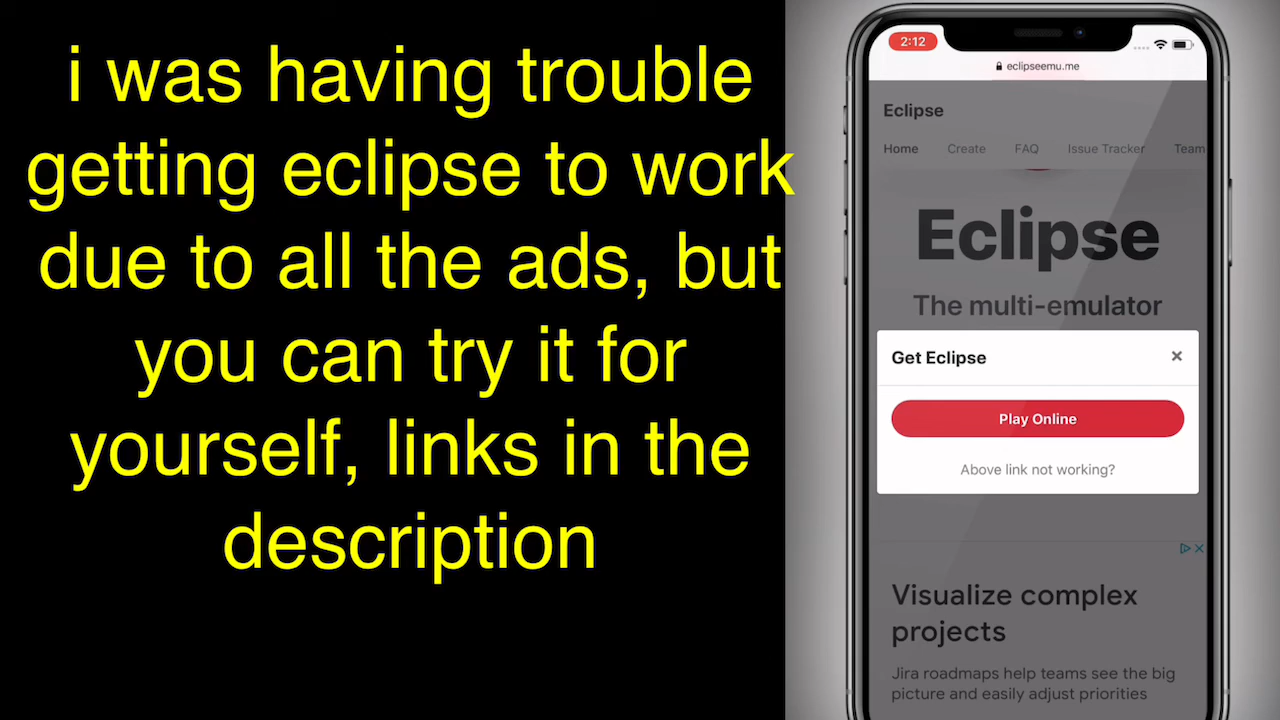 i was having trouble
getting eclipse to work
due to all the ads, but
you can try it for
yourself, links in the
description
2:12
eclipseemu.me
Eclipse
Home Create FAQ Issue Tracker Team
Eclipse
The multi-emulator
Get Eclipse ×
Play Online
Above link not working?
Visualize complex
projects
Jira roadmaps help teams see the big
picture and easily adjust priorities